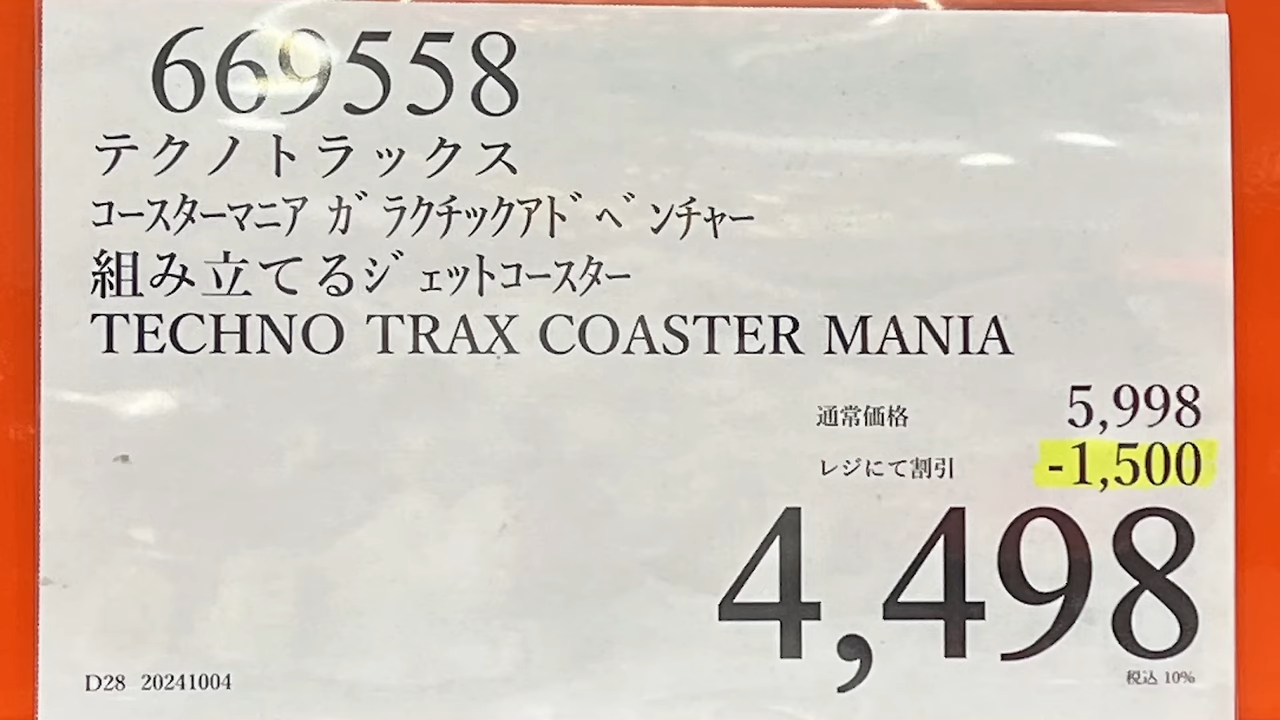 669558
テクノトラックス
コースターマニア ガラクチックアドベンチャー
組み立てるジェットコースター
TECHNO TRAX COASTER MANIA
通常価格 5,998
レジにて割引 -1,500
4,498
税込 10%
D28 20241004